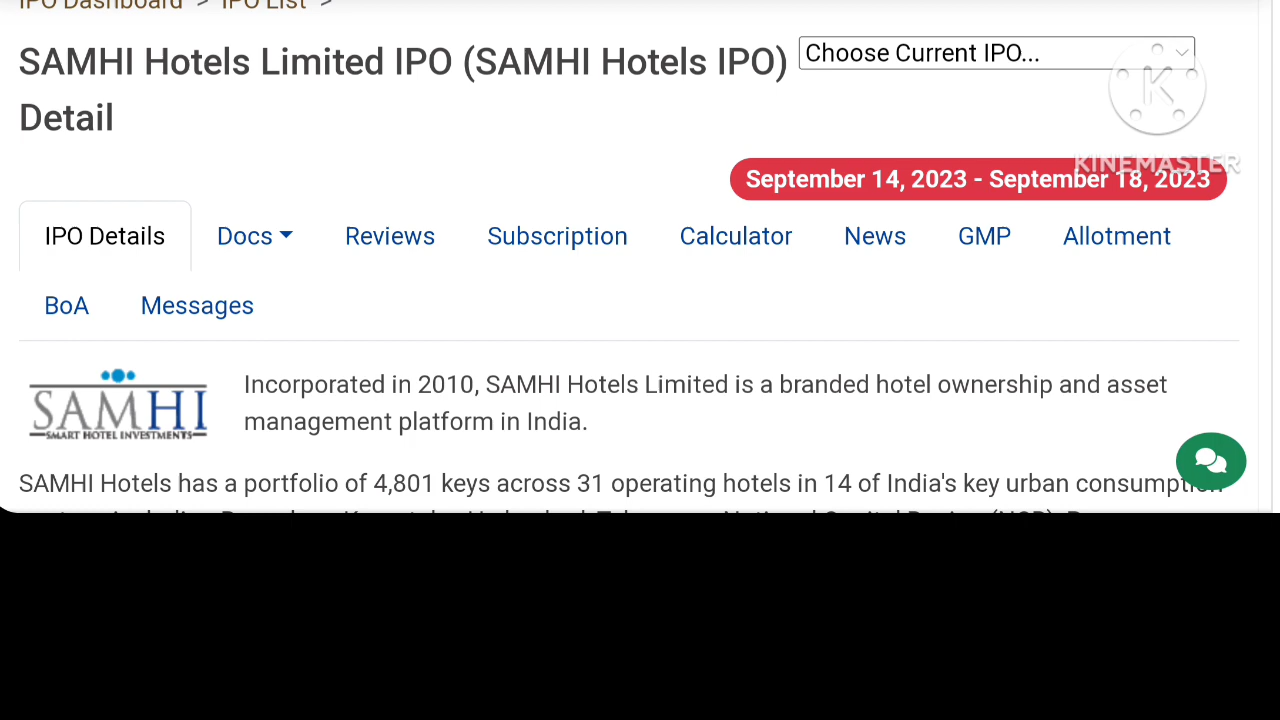 IPO Dashboard > IPO List >
SAMHI Hotels Limited IPO (SAMHI Hotels IPO)
Detail
Choose Current IPO...
K
KINEMASTER
September 14, 2023 - September 18, 2023
IPO Details Docs Reviews Subscription Calculator News GMP Allotment
BoA Messages
SAMHI
SMART HOTEL INVESTMENTS
Incorporated in 2010, SAMHI Hotels Limited is a branded hotel ownership and asset
management platform in India.
SAMHI Hotels has a portfolio of 4,801 keys across 31 operating hotels in 14 of India's key urban consumption